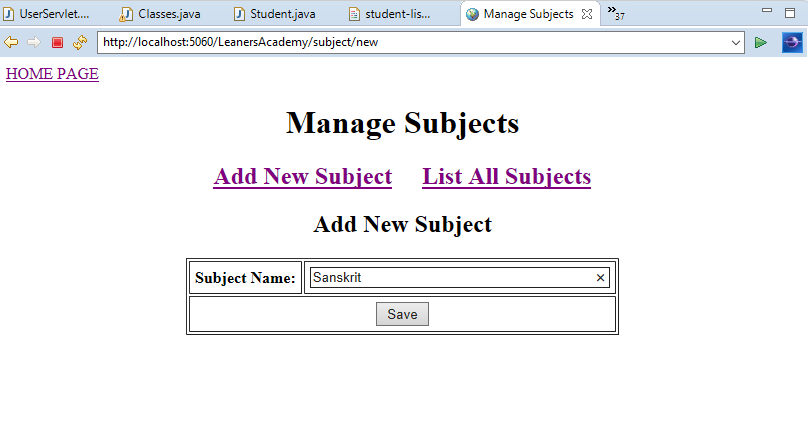 UserServlet.... Classes.java Student.java student-lis... Manage Subjects »37
http://localhost:5060/LeanersAcademy/subject/new
HOME PAGE
Manage Subjects
Add New Subject List All Subjects
Add New Subject
Subject Name: Sanskrit ×
Save